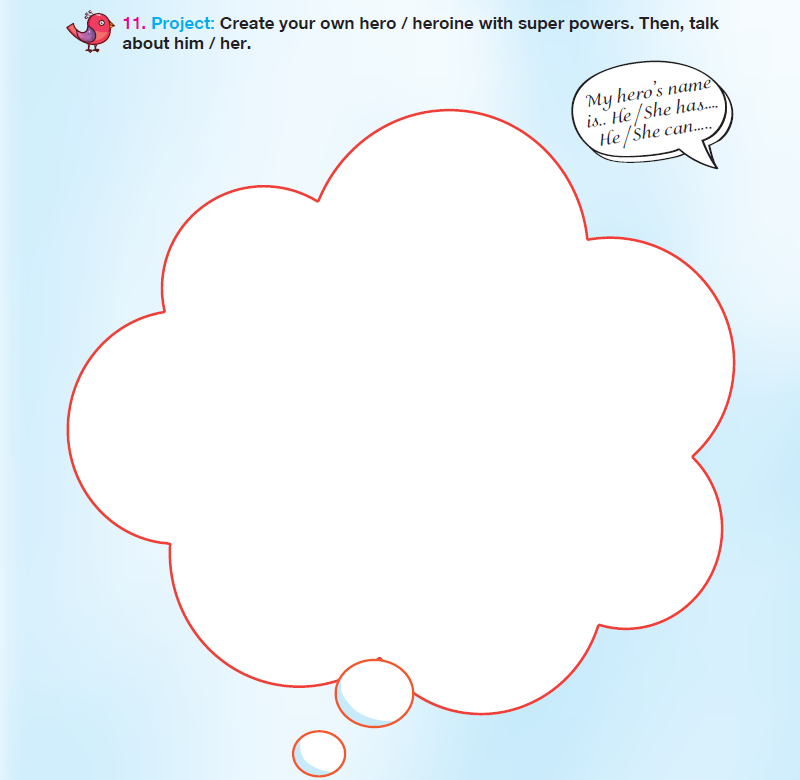 11. Project: Create your own hero / heroine with super powers. Then, talk
about him / her.
My hero's name
is.. He/She has....
He/She can.....